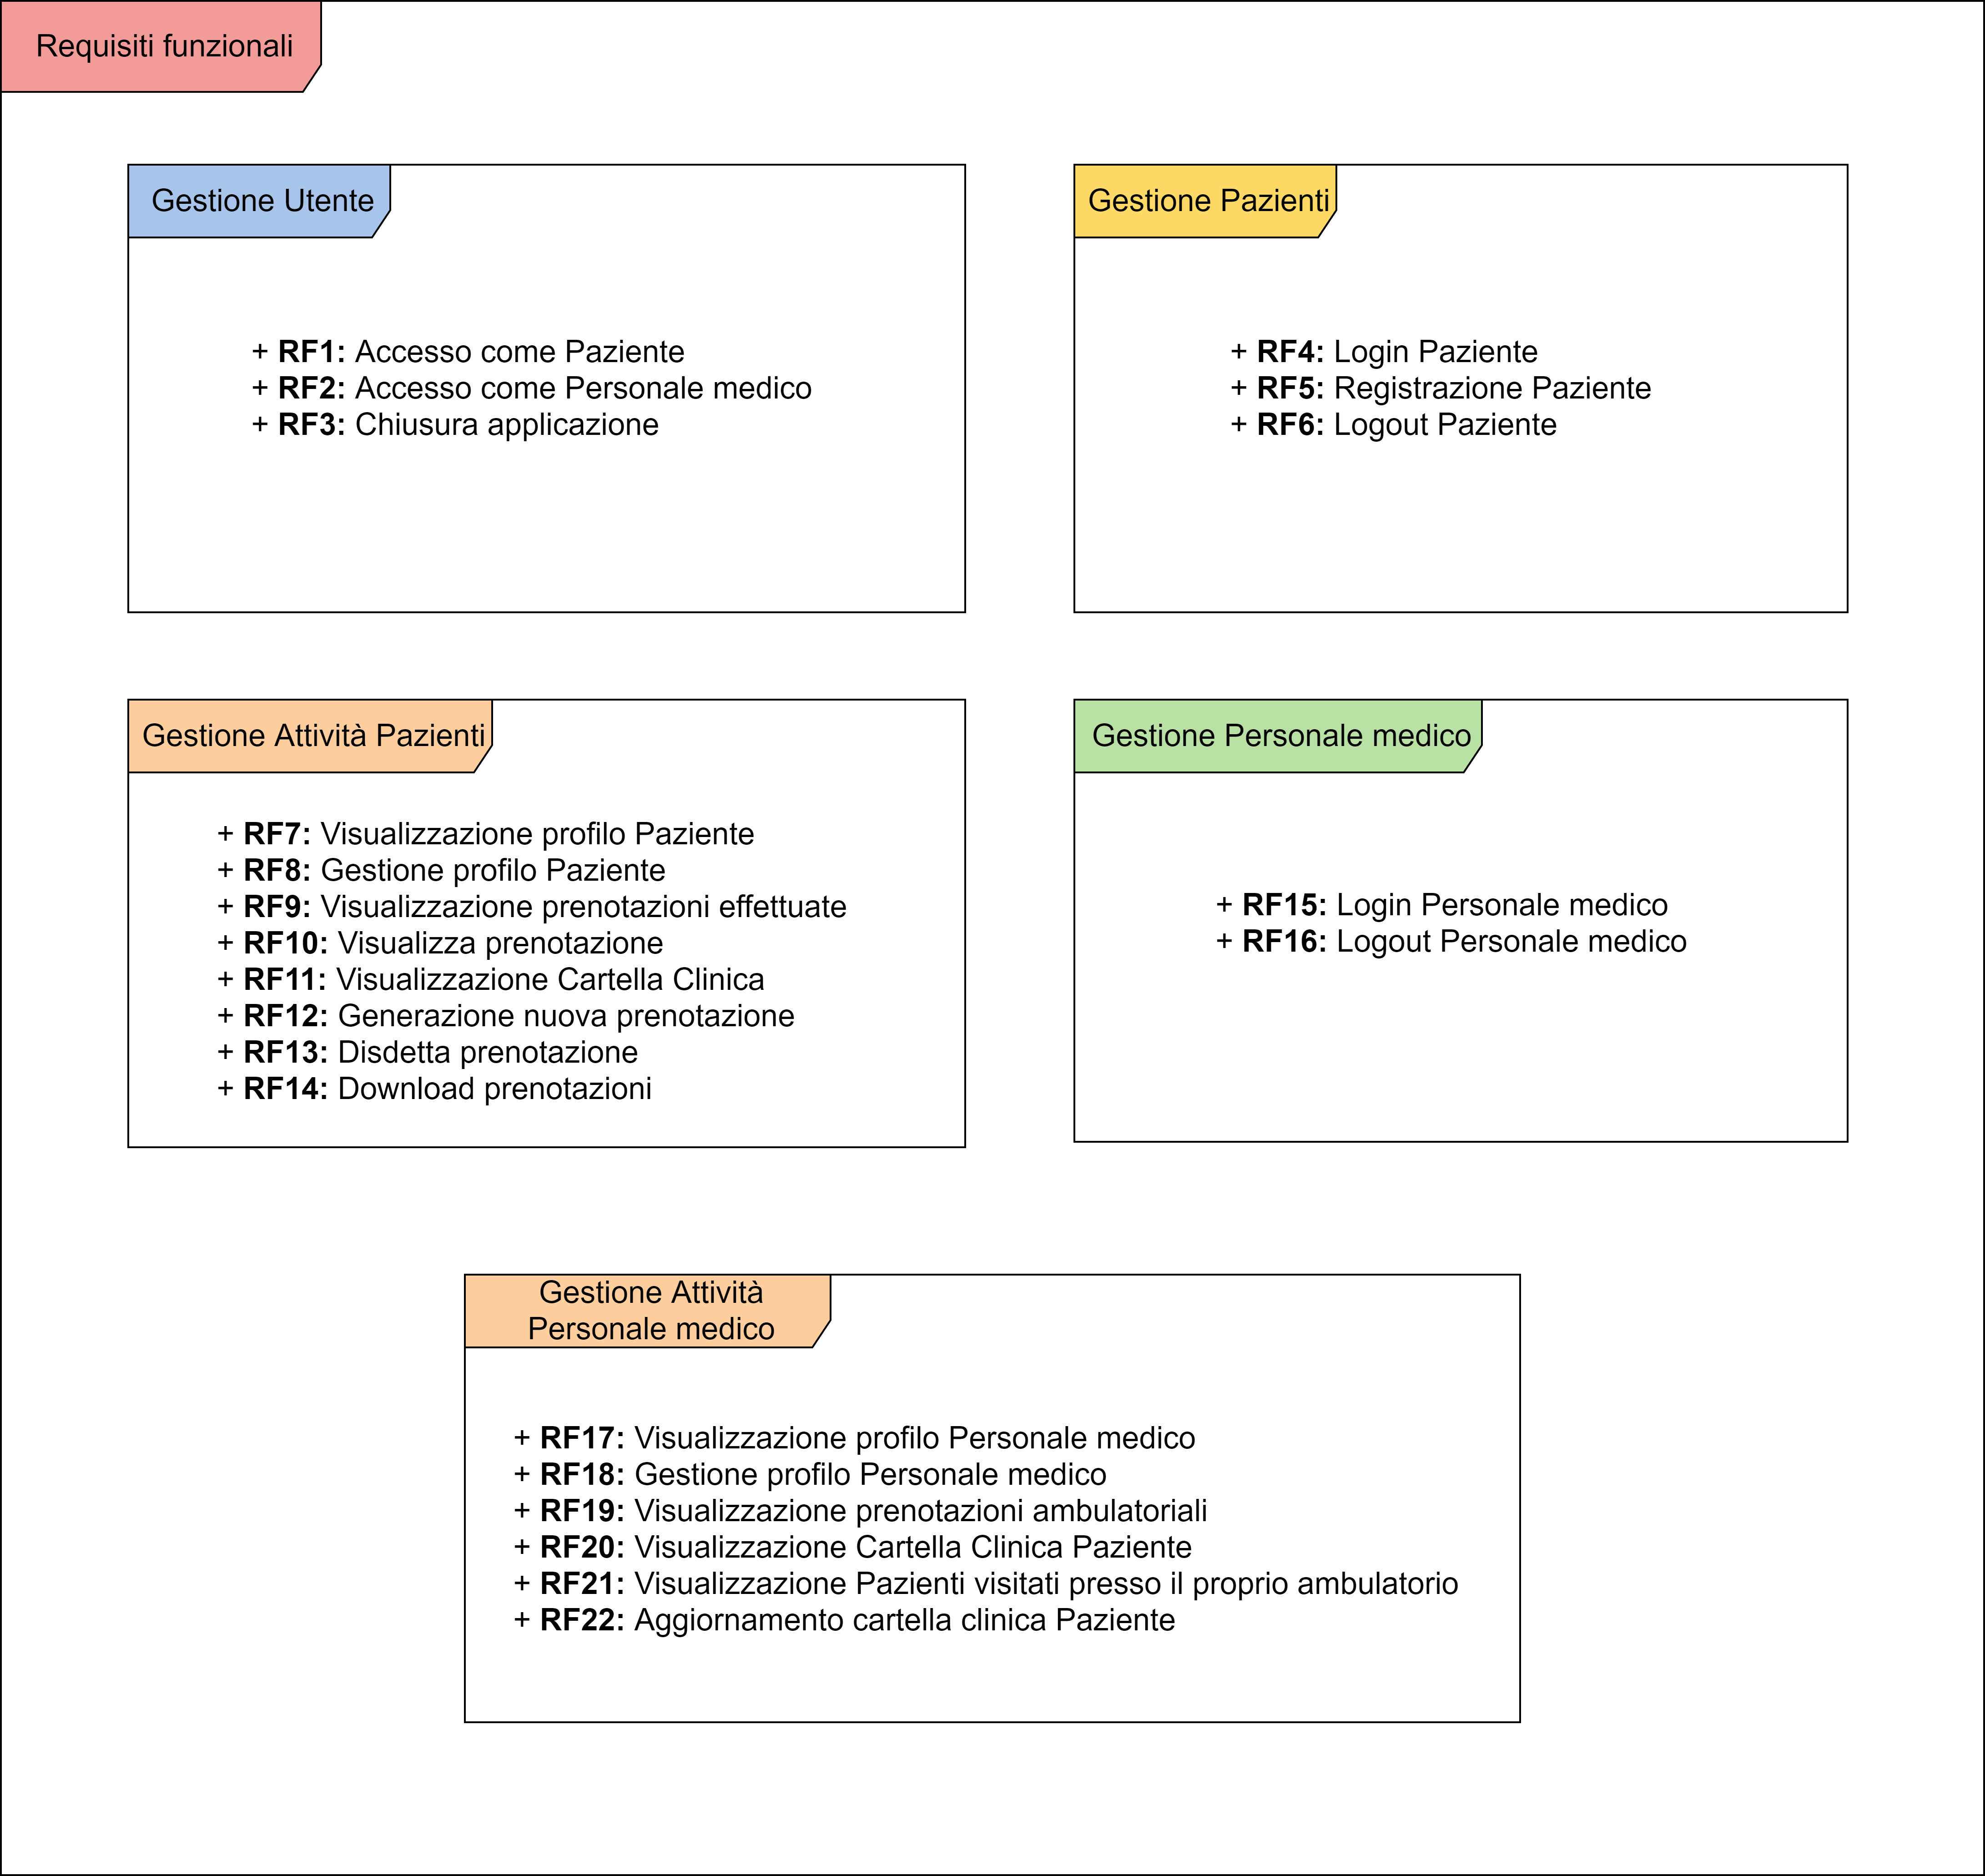 Requisiti funzionali
Gestione Utente
+ RF1: Accesso come Paziente
+ RF2: Accesso come Personale medico
+ RF3: Chiusura applicazione
Gestione Pazienti
+ RF4: Login Paziente
+ RF5: Registrazione Paziente
+ RF6: Logout Paziente
Gestione Attività Pazienti
+ RF7: Visualizzazione profilo Paziente
+ RF8: Gestione profilo Paziente
+ RF9: Visualizzazione prenotazioni effettuate
+ RF10: Visualizza prenotazione
+ RF11: Visualizzazione Cartella Clinica
+ RF12: Generazione nuova prenotazione
+ RF13: Disdetta prenotazione
+ RF14: Download prenotazioni
Gestione Personale medico
+ RF15: Login Personale medico
+ RF16: Logout Personale medico
Gestione Attività
Personale medico
+ RF17: Visualizzazione profilo Personale medico
+ RF18: Gestione profilo Personale medico
+ RF19: Visualizzazione prenotazioni ambulatoriali
+ RF20: Visualizzazione Cartella Clinica Paziente
+ RF21: Visualizzazione Pazienti visitati presso il proprio ambulatorio
+ RF22: Aggiornamento cartella clinica Paziente